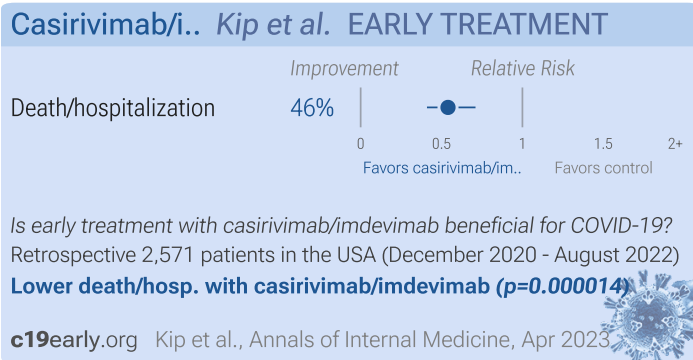 Casirivimab/i.. Kip et al. EARLY TREATMENT
Improvement Relative Risk
Death/hospitalization 46%
0 0.5 1 1.5 2+
Favors casirivimab/im.. Favors control
Is early treatment with casirivimab/imdevimab beneficial for COVID-19?
Retrospective 2,571 patients in the USA (December 2020 - August 2022)
Lower death/hosp. with casirivimab/imdevimab (p=0.000014)
c19early.org Kip et al., Annals of Internal Medicine, Apr 2023